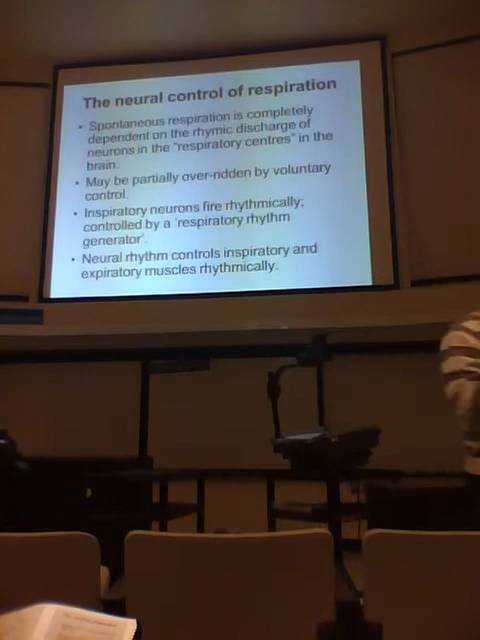 The neural control of respiration
• Spontaneous respiration is completely
dependent on the rhymic discharge of
neurons in the "respiratory centres" in the
brain.
• May be partially over-ridden by voluntary
control.
• Inspiratory neurons fire rhythmically;
controlled by a 'respiratory rhythm
generator'.
• Neural rhythm controls inspiratory and
expiratory muscles rhythmically.